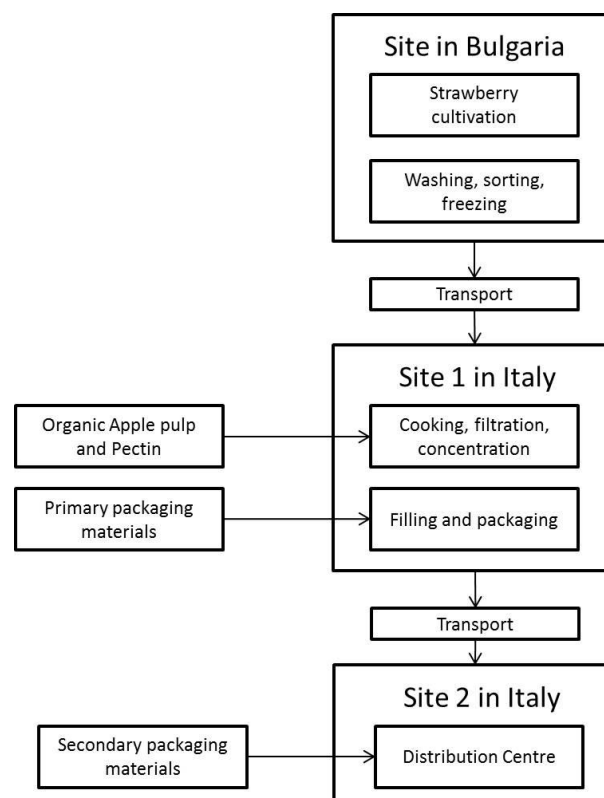 Site in Bulgaria
Strawberry
cultivation
Washing, sorting,
freezing
Transport
Site 1 in Italy
Organic Apple pulp
and Pectin
Cooking, filtration,
concentration
Primary packaging
materials
Filling and packaging
Transport
Site 2 in Italy
Secondary packaging
materials
Distribution Centre